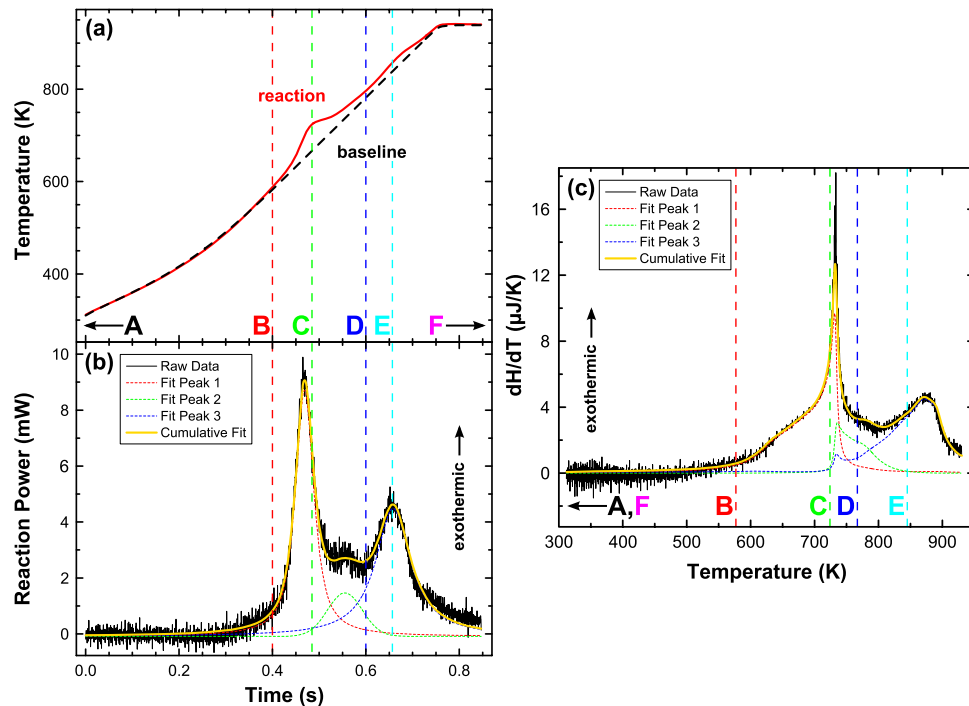 (a)
Temperature (K)
800
600
400
reaction
baseline
A B C D E F
(b)
Reaction Power (mW)
10
8
6
4
2
0
Raw Data
Fit Peak 1
Fit Peak 2
Fit Peak 3
Cumulative Fit
exothermic
0.0 0.2 0.4 0.6 0.8
Time (s)
(c)
dH/dT (µJ/K)
16
12
8
4
0
Raw Data
Fit Peak 1
Fit Peak 2
Fit Peak 3
Cumulative Fit
exothermic
A,F B C D E
300 400 500 600 700 800 900
Temperature (K)